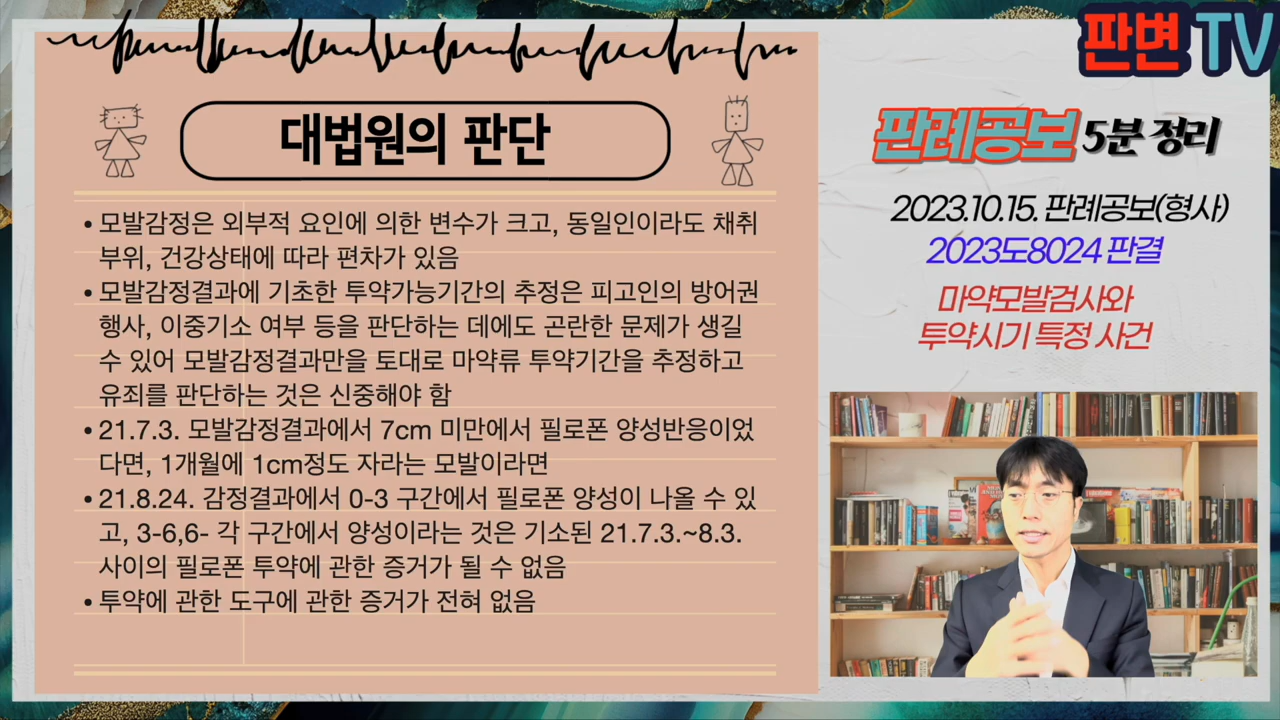 판변 TV
대법원의 판단
• 모발감정은 외부적 요인에 의한 변수가 크고, 동일인이라도 채취
부위, 건강상태에 따라 편차가 있음
• 모발감정결과에 기초한 투약가능기간의 추정은 피고인의 방어권
행사, 이중기소 여부 등을 판단하는 데에도 곤란한 문제가 생길
수 있어 모발감정결과만을 토대로 마약류 투약기간을 추정하고
유죄를 판단하는 것은 신중해야 함
• 21.7.3. 모발감정결과에서 7cm 미만에서 필로폰 양성반응이었
다면, 1개월에 1cm정도 자라는 모발이라면
• 21.8.24. 감정결과에서 0-3 구간에서 필로폰 양성이 나올 수 있
고, 3-6,6- 각 구간에서 양성이라는 것은 기소된 21.7.3.~8.3.
사이의 필로폰 투약에 관한 증거가 될 수 없음
• 투약에 관한 도구에 관한 증거가 전혀 없음
판례공보 5분 정리
2023.10.15. 판례공보(형사)
2023도8024 판결
마약모발검사와
투약시기 특정 사건